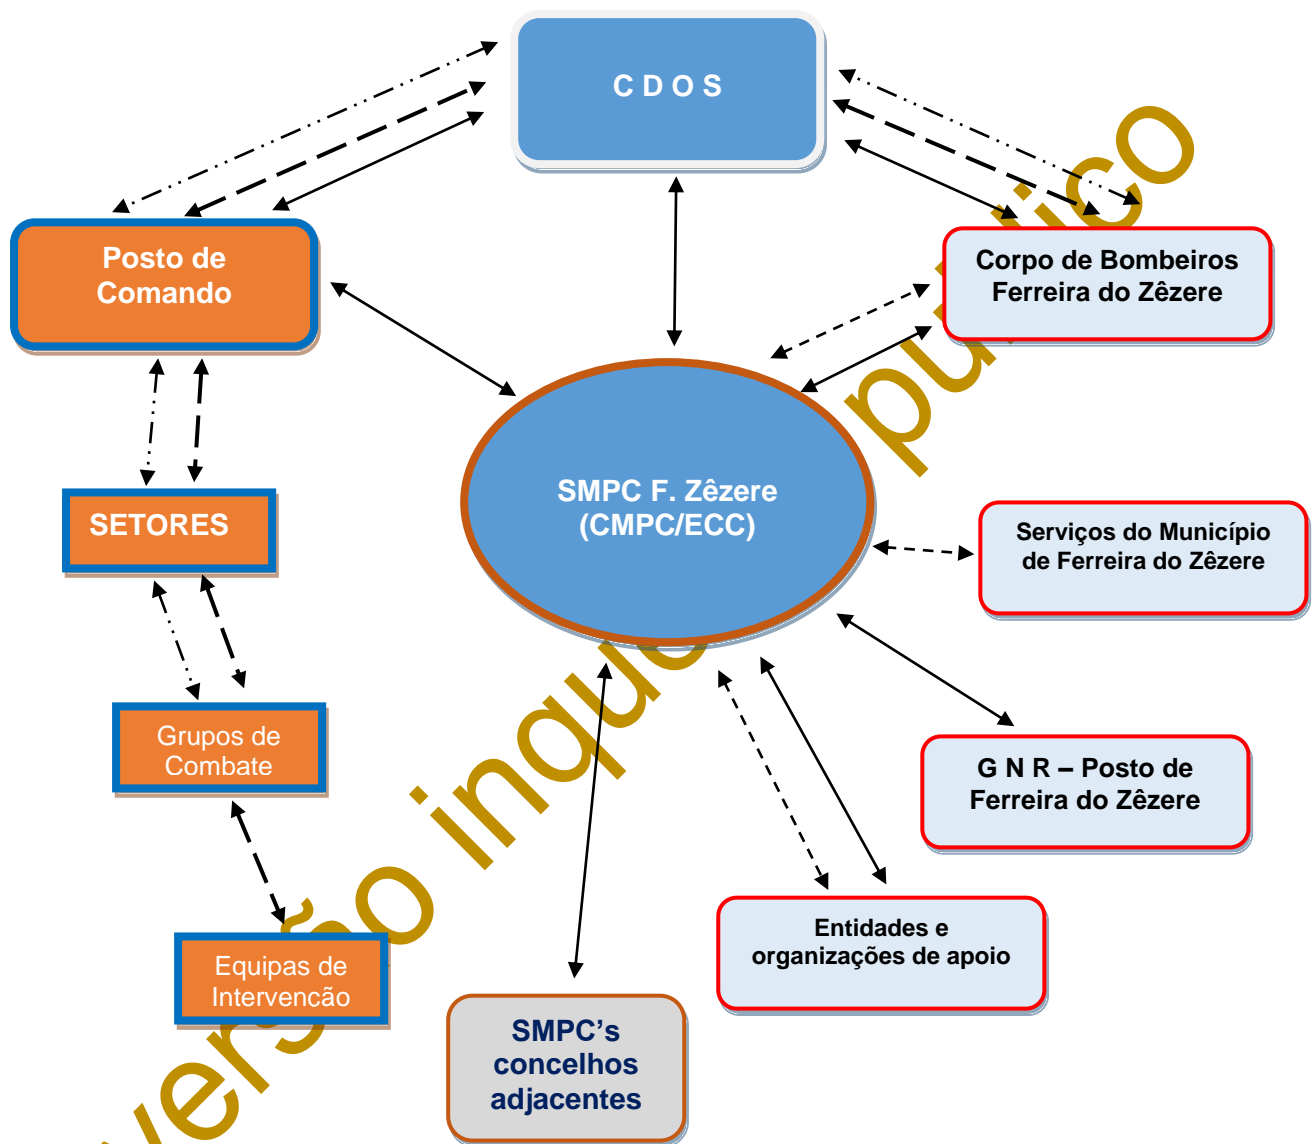 C D O S
Posto de
Comando
Corpo de Bombeiros
Ferreira do Zêzere
SMPC F. Zêzere
(CMPC/ECC)
SETORES
Serviços do Município
de Ferreira do Zêzere
Grupos de
Combate
G N R – Posto de
Ferreira do Zêzere
Entidades e
organizações de apoio
Equipas de
Intervencão
SMPC’s
concelhos
adjacentes
versão